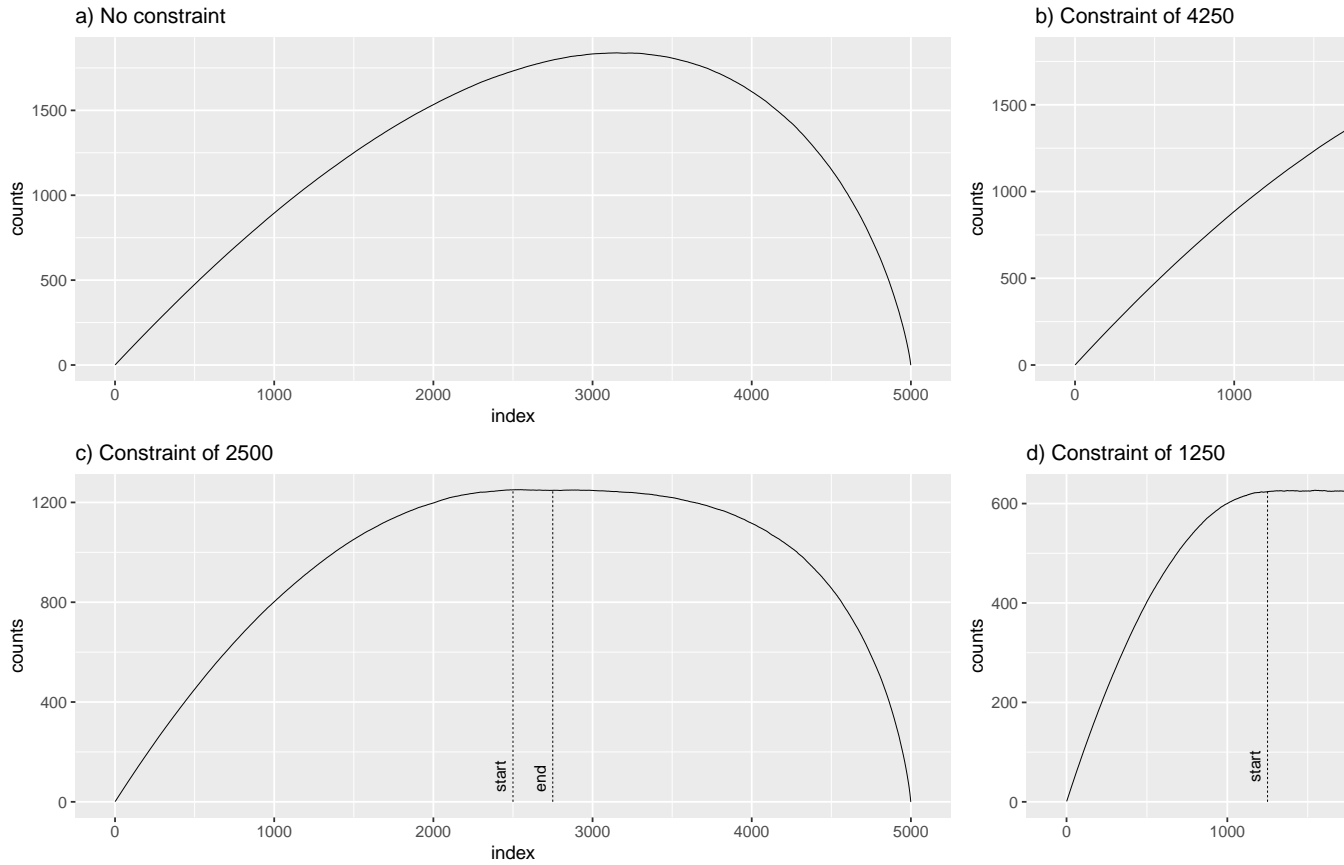 a) No constraint
counts
1500
1000
500
0
0 1000 2000 3000 4000 5000
index
b) Constraint of 4250
counts
1500
1000
500
0
0 1000
c) Constraint of 2500
counts
1200
800
400
0
start
end
0 1000 2000 3000 4000 5000
index
d) Constraint of 1250
counts
600
400
200
0
start
0 1000